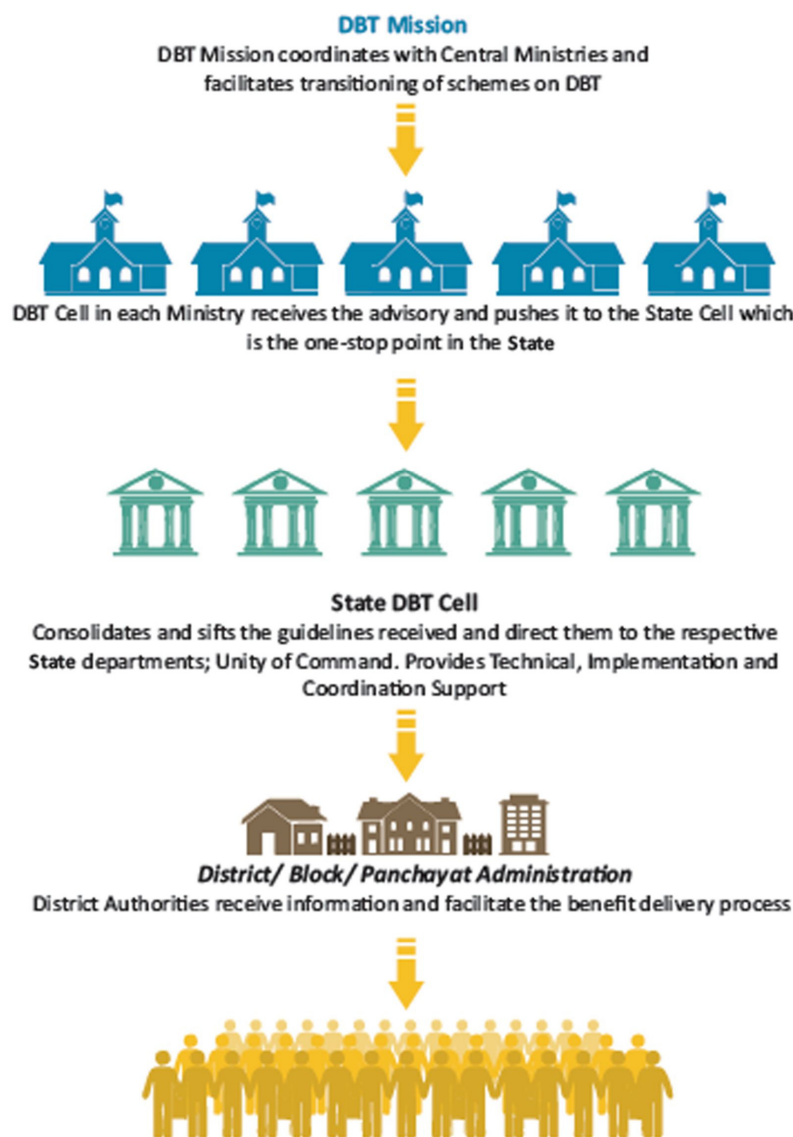 DBT Mission
DBT Mission coordinates with Central Ministries and
facilitates transitioning of schemes on DBT
DBT Cell in each Ministry receives the advisory and pushes it to the State Cell which
is the one-stop point in the State
State DBT Cell
Consolidates and sifts the guidelines received and direct them to the respective
State departments; Unity of Command. Provides Technical, Implementation and
Coordination Support
District/ Block/ Panchayat Administration
District Authorities receive information and facilitate the benefit delivery process